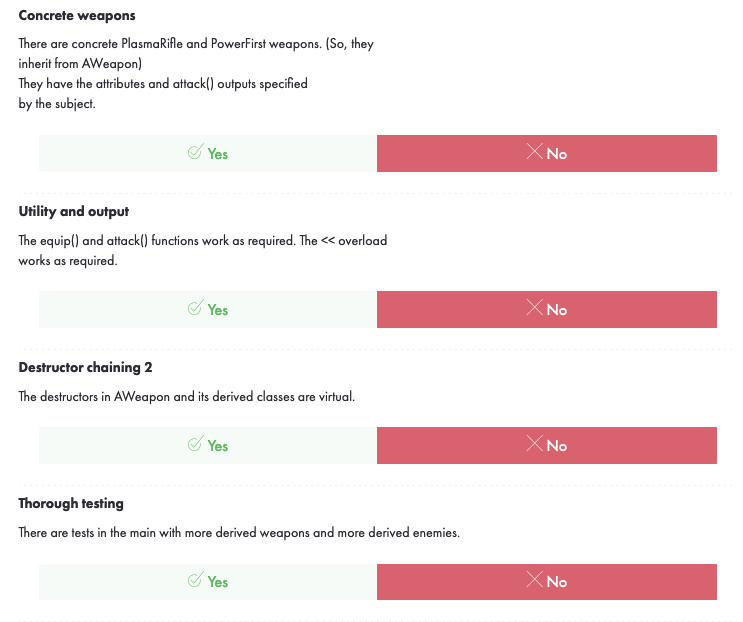 Concrete weapons
There are concrete PlasmaRifle and PowerFirst weapons. (So, they
inherit from AWeapon)
They have the attributes and attack() outputs specified
by the subject.
Yes
No
Utility and output
The equip() and attack() functions work as required. The << overload
works as required.
Yes
No
Destructor chaining 2
The destructors in AWeapon and its derived classes are virtual.
Yes
No
Thorough testing
There are tests in the main with more derived weapons and more derived enemies.
Yes
No